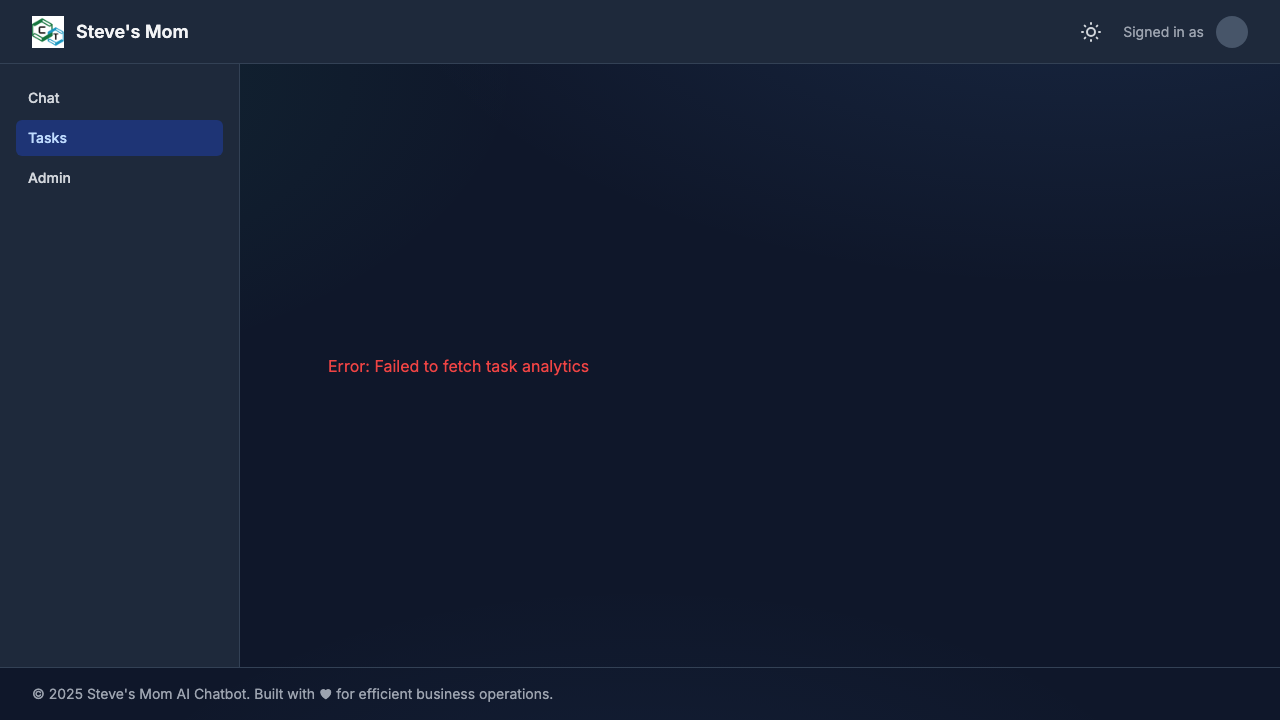 C
T
Steve's Mom
Signed in as
Chat
Tasks
Admin
Error: Failed to fetch task analytics
© 2025 Steve's Mom AI Chatbot. Built with ♥ for efficient business operations.